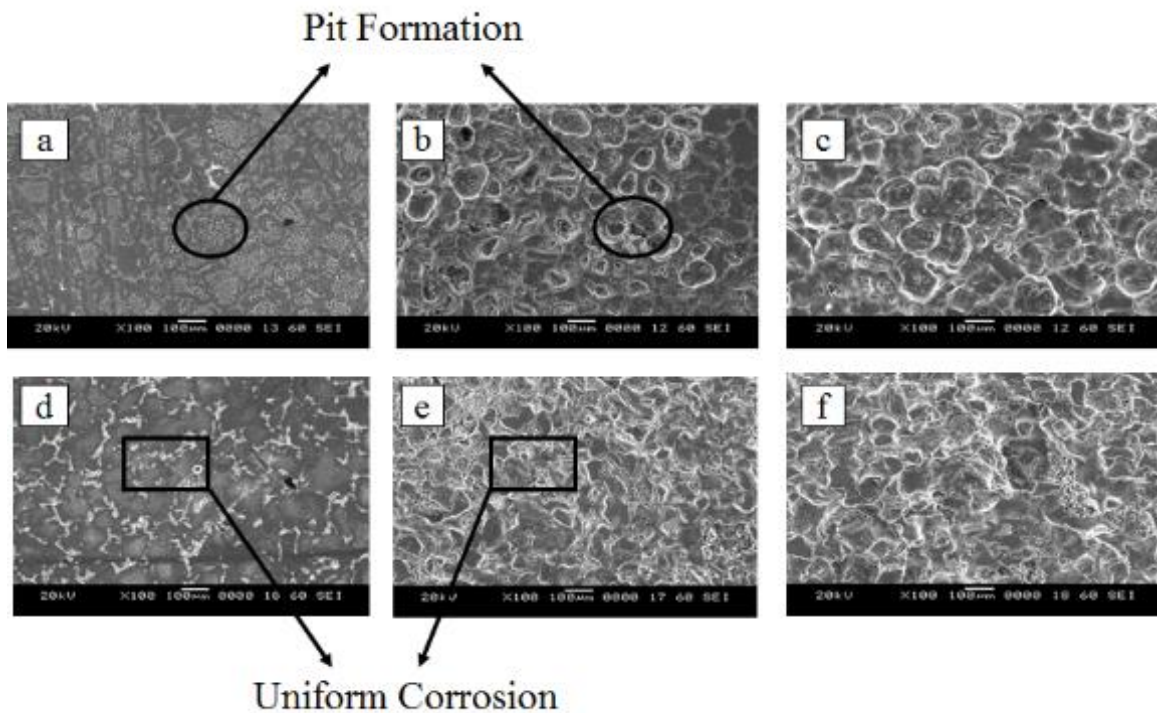 Pit Formation
a
b
c
20kV X100 100μm 0000 13 60 SEI
20kV X100 100μm 0000 12 60 SEI
20kV X100 100μm 0000 12 60 SEI
d
e
f
20kV X100 100μm 0000 16 60 SEI
20kV X100 100μm 0000 17 60 SEI
20kV X100 100μm 0000 18 60 SEI
Uniform Corrosion